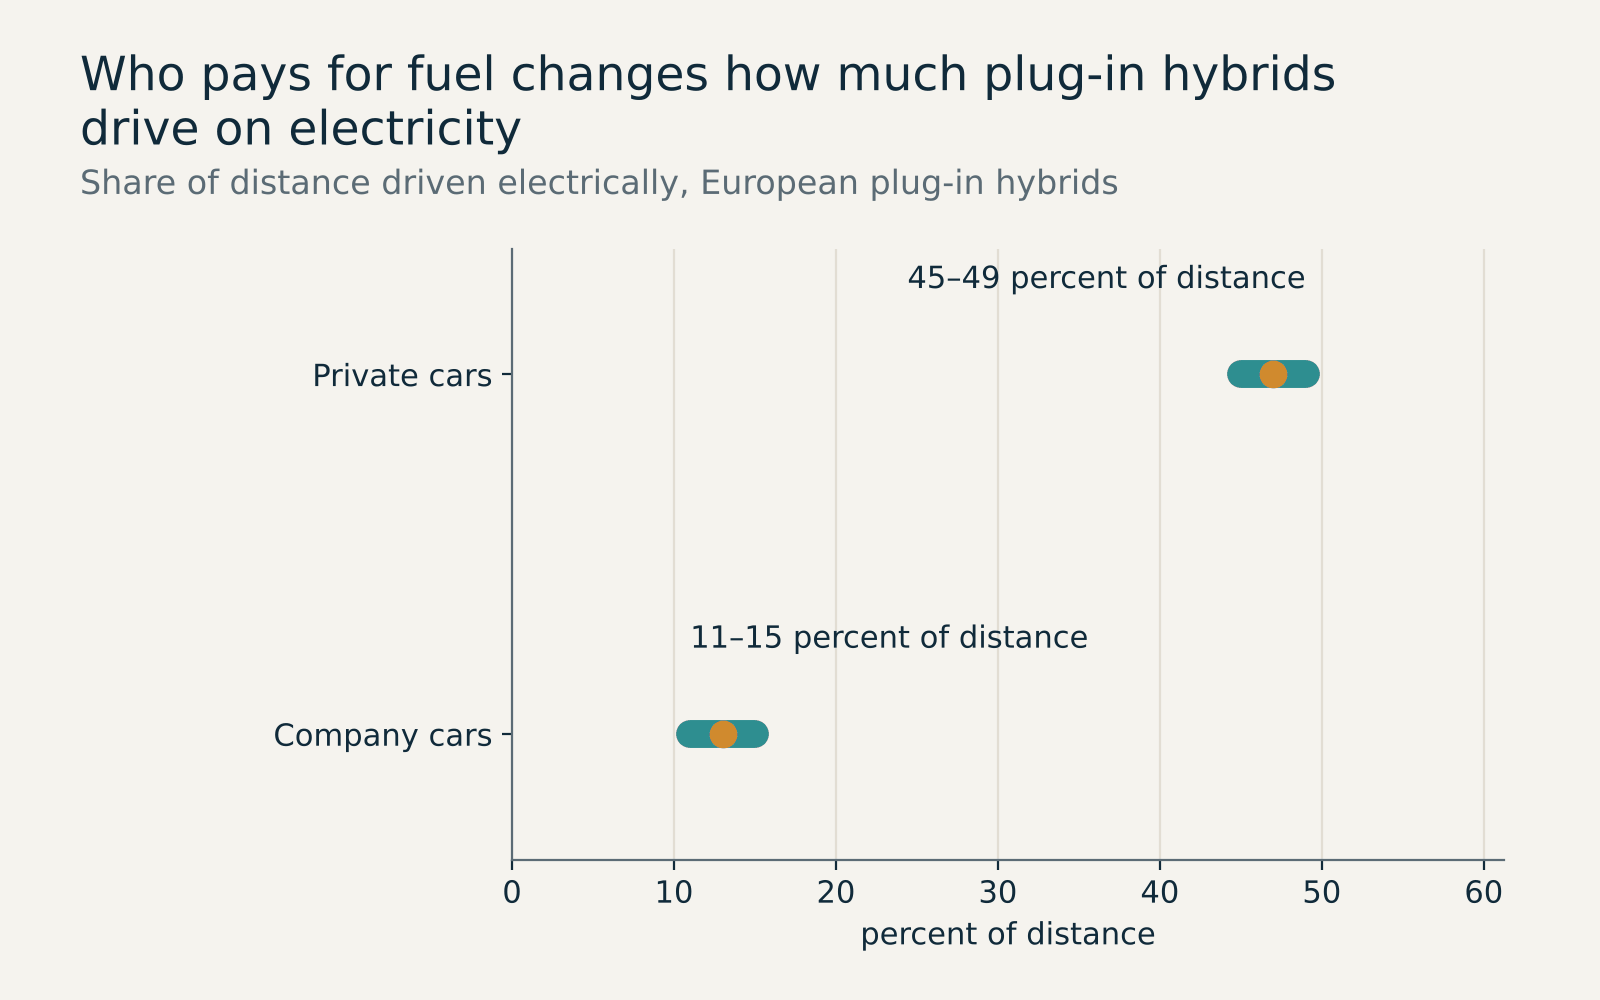 Who pays for fuel changes how much plug-in hybrids
drive on electricity
Share of distance driven electrically, European plug-in hybrids
45–49 percent of distance
Private cars
11–15 percent of distance
Company cars
0 10 20 30 40 50 60
percent of distance